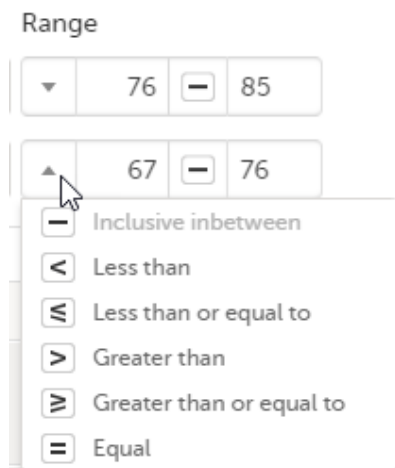 Range
76 − 85
67 − 76
− Inclusive inbetween
< Less than
≤ Less than or equal to
> Greater than
≥ Greater than or equal to
= Equal